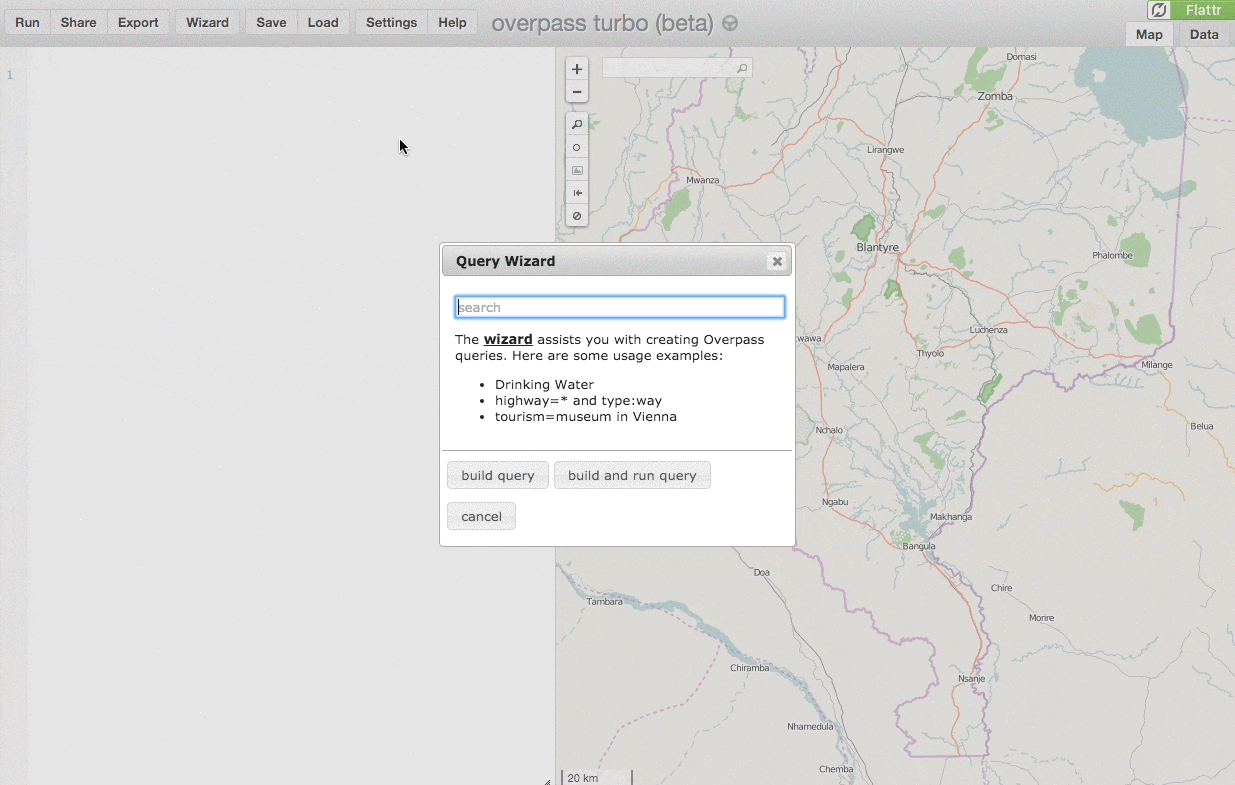 Run Share Export Wizard Save Load Settings Help overpass turbo (beta) Flattr
Map Data
1
+
−
Domasi
Zomba
Lirangwe
Mwanza
Blantyre
Phalombe
Query Wizard
search
The wizard assists you with creating Overpass
queries. Here are some usage examples:
• Drinking Water
• highway=* and type:way
• tourism=museum in Vienna
build query build and run query
cancel
Luchenza
wawa
Thyolo
Milange
Mapalera
Belua
Nchalo
Ngabu
Makhanga
Bangula
Doa
Chire
Tambara
Morire
Chiramba
Nsanje
Nhamedula
Chemba
20 km